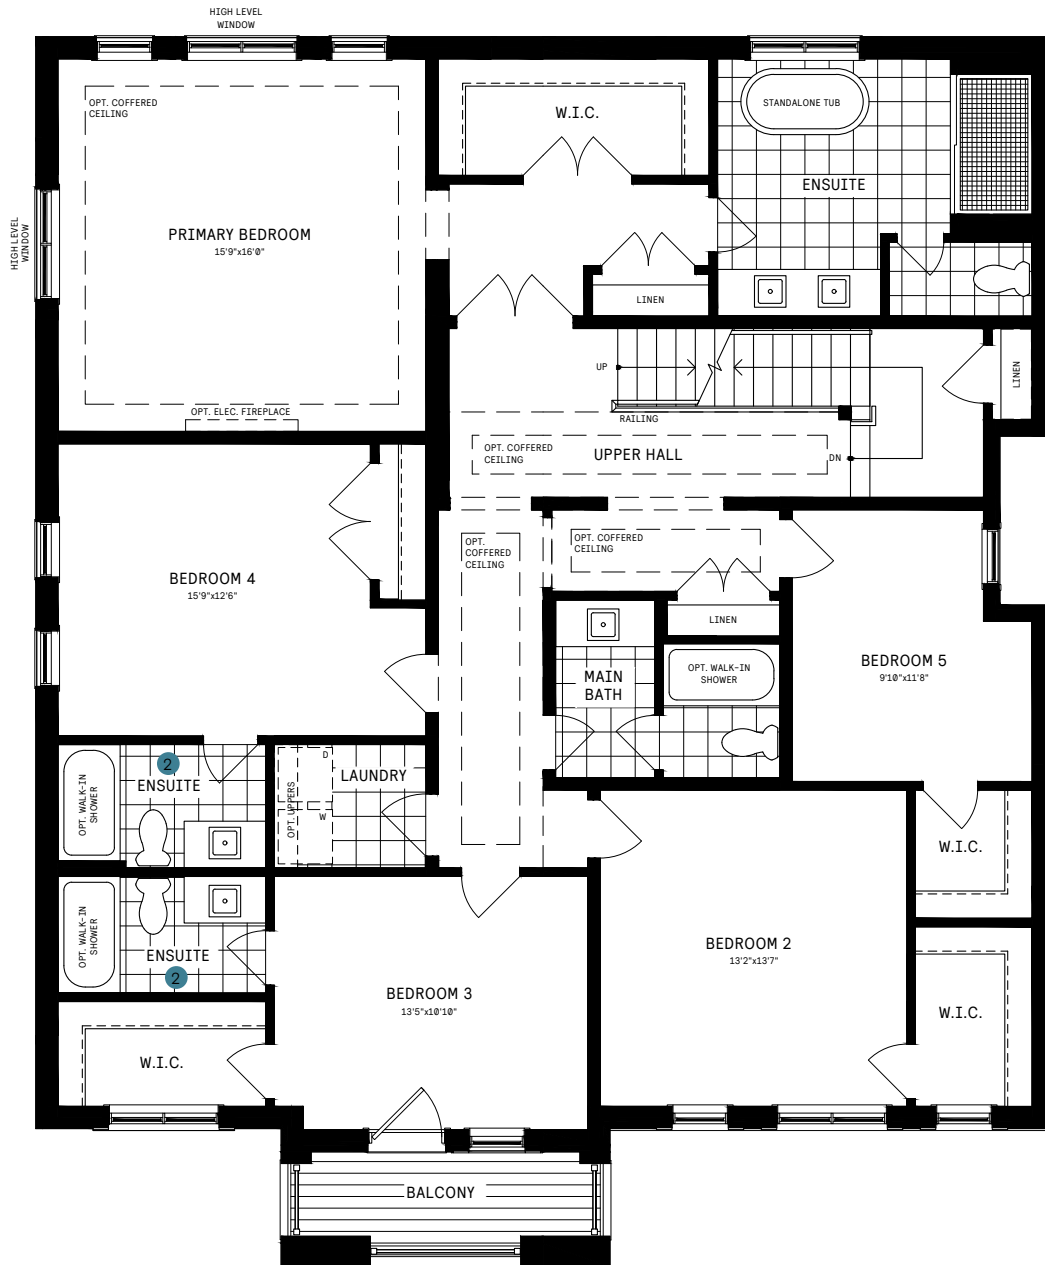 HIGH LEVEL
WINDOW
OPT. COFFERED
CEILING
W.I.C.
STANDALONE TUB
ENSUITE
HIGH LEVEL
WINDOW
PRIMARY BEDROOM
15'9"x16'0"
LINEN
UP
LINEN
OPT. ELEC. FIREPLACE
RAILING
OPT. COFFERED
CEILING
UPPER HALL
DN
OPT.
COFFERED
CEILING
OPT. COFFERED
CEILING
BEDROOM 4
15'9"x12'6"
LINEN
MAIN
BATH
OPT. WALK-IN
SHOWER
BEDROOM 5
9'10"x11'8"
2
ENSUITE
OPT. WALK-IN
SHOWER
D
LAUNDRY
OPT. UPPERS
W
W.I.C.
OPT. WALK-IN
SHOWER
ENSUITE
2
BEDROOM 2
13'2"x13'7"
BEDROOM 3
13'5"x10'10"
W.I.C.
W.I.C.
BALCONY